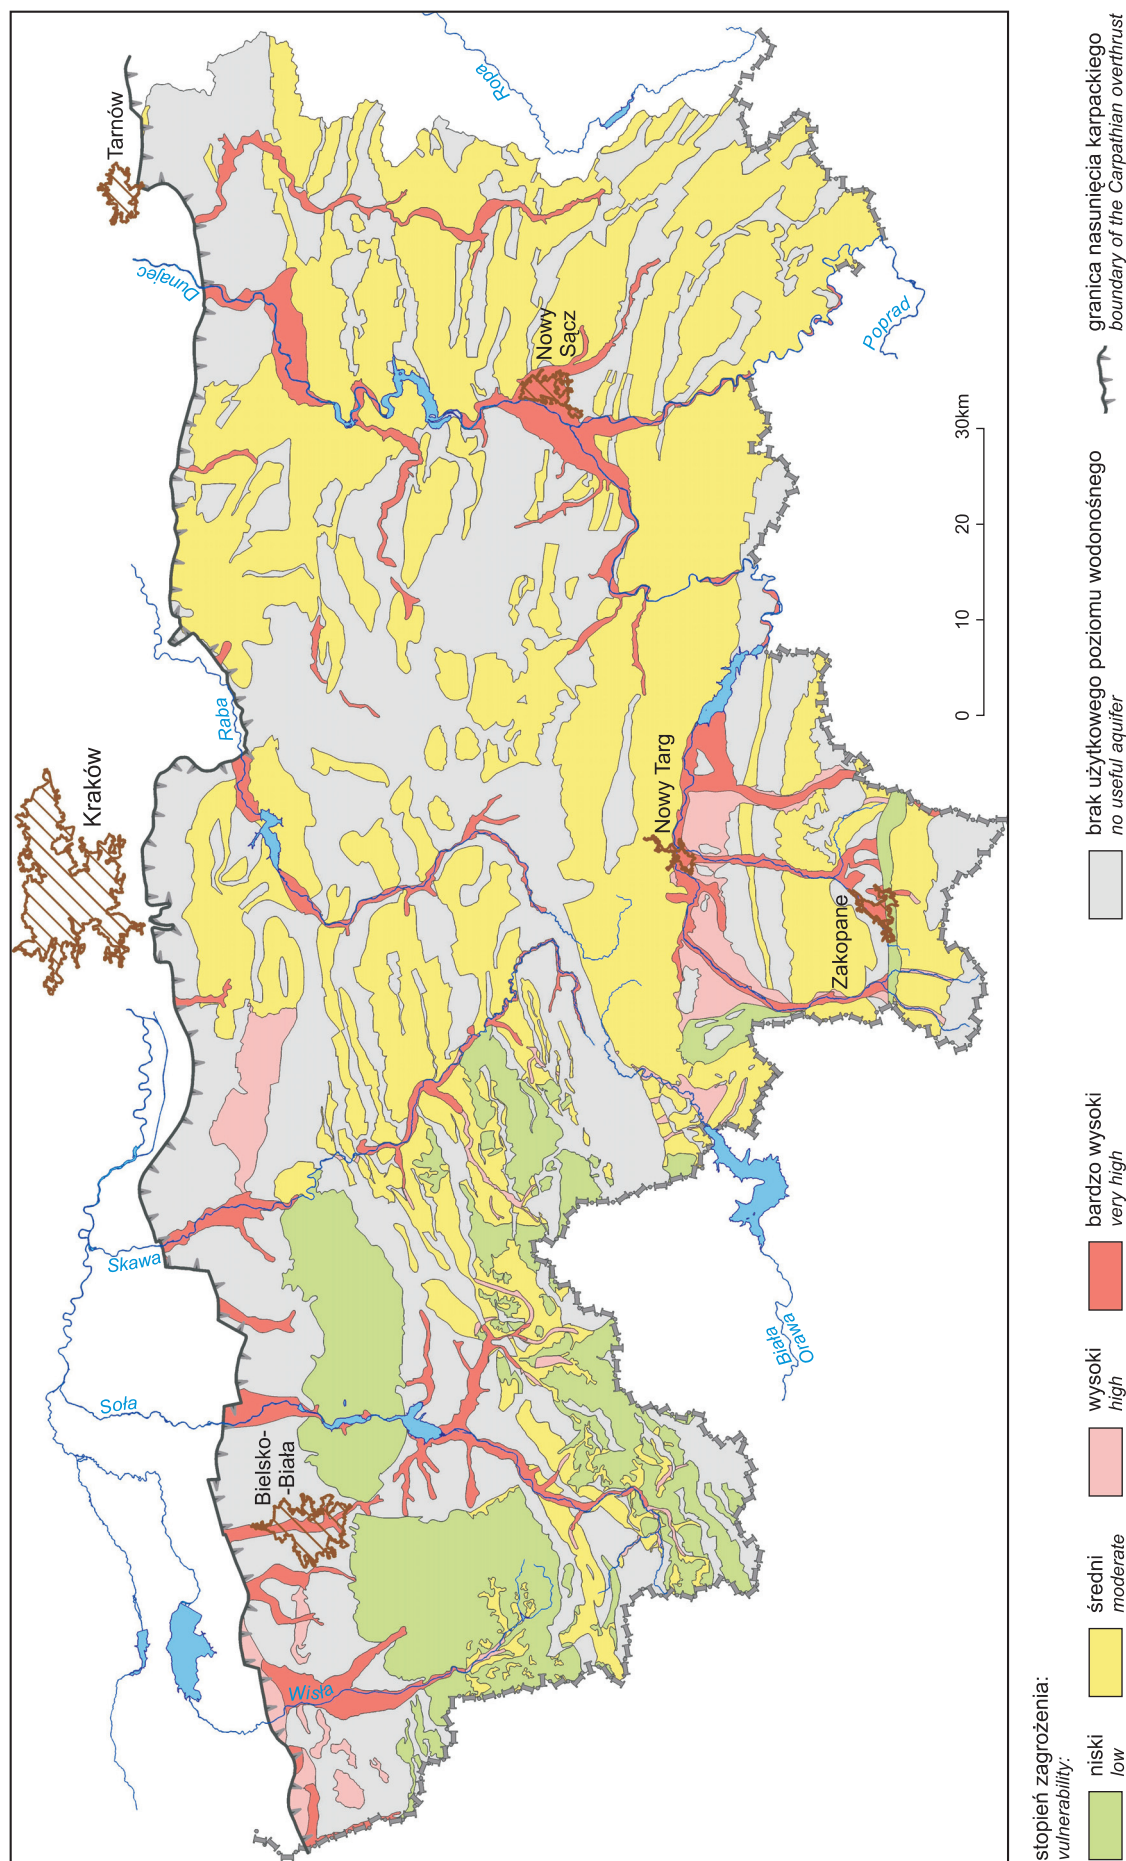 Kraków
Tarnów
Bielsko-
-Biała
Nowy
Sącz
Nowy Targ
Zakopane
Wisła
Soła
Skawa
Raba
Dunajec
Ropa
Poprad
Biała
Orawa
0
10
20
30km
stopień zagrożenia:
vulnerability:
niski
low
średni
moderate
wysoki
high
bardzo wysoki
very high
brak użytkowego poziomu wodonośnego
no useful aquifer
granica nasunięcia karpackiego
boundary of the Carpathian overthrust